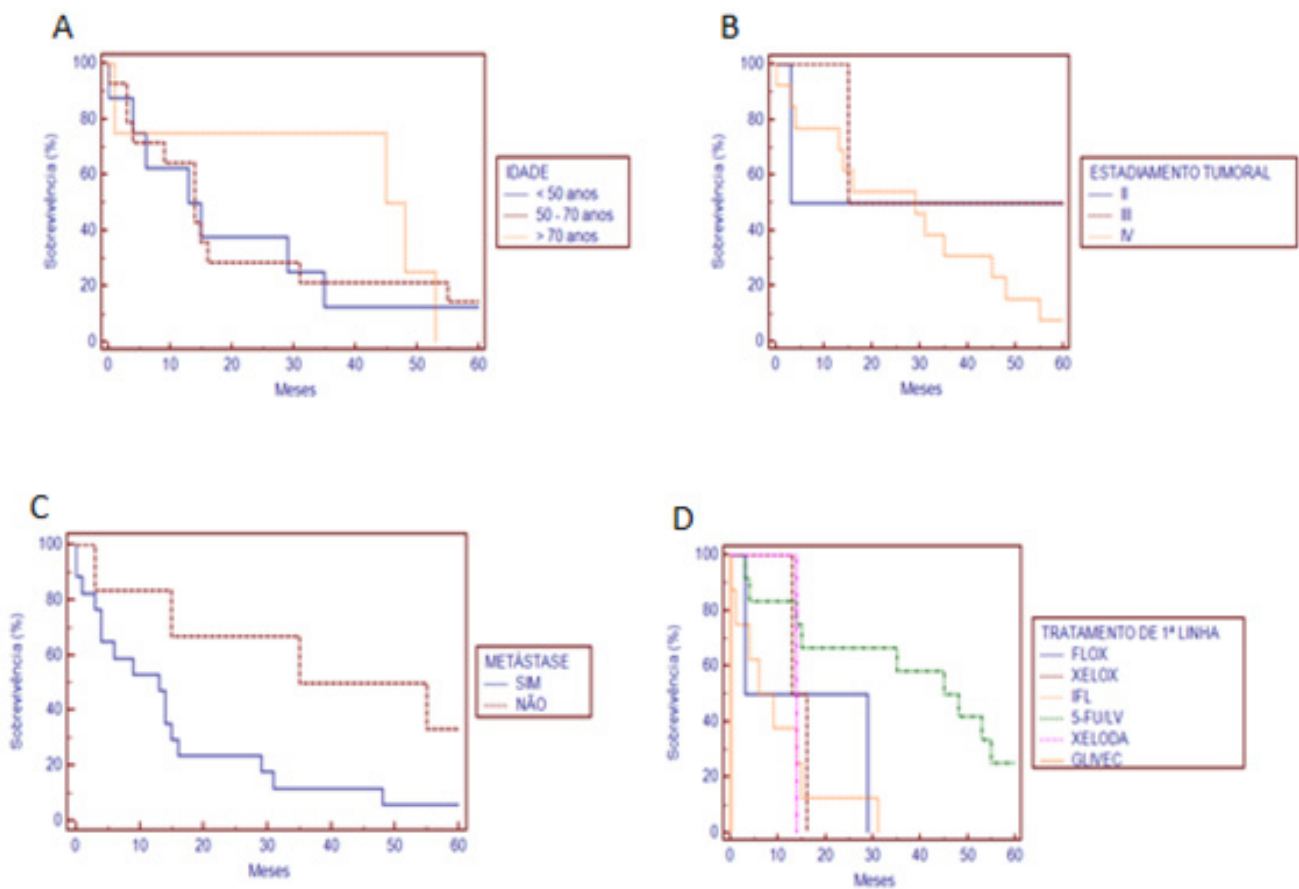 A
Sobrevivência (%)
100
80
60
40
20
0
0 10 20 30 40 50 60
Meses
IDADE
< 50 anos
50 - 70 anos
> 70 anos
B
Sobrevivência (%)
100
80
60
40
20
0
0 10 20 30 40 50 60
Meses
ESTADIAMENTO TUMORAL
II
III
IV
C
Sobrevivência (%)
100
80
60
40
20
0
0 10 20 30 40 50 60
Meses
METÁSTASE
SIM
NÃO
D
Sobrevivência (%)
100
80
60
40
20
0
0 10 20 30 40 50 60
Meses
TRATAMENTO DE 1ª LINHA
FLOX
XELOX
IFL
5-FU/LV
XELODA
GLIVEC